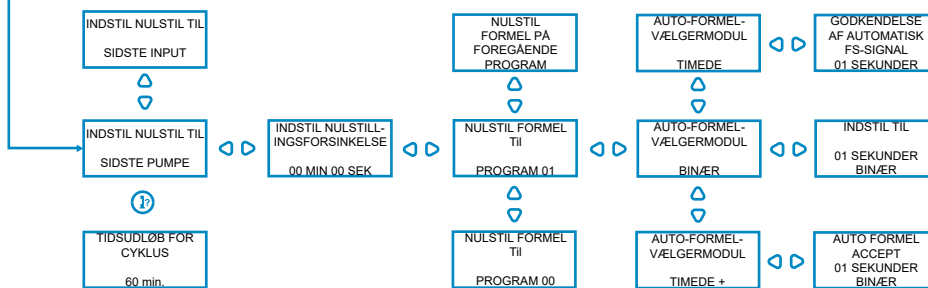 INDSTIL NULSTIL TIL
SIDSTE INPUT
NULSTIL
FORMEL PÅ
FOREGÅENDE
PROGRAM
AUTO-FORMEL-
VÆLGERMODUL
TIMEDE
GODKENDELSE
AF AUTOMATISK
FS-SIGNAL
01 SEKUNDER
INDSTIL NULSTIL TIL
SIDSTE PUMPE
INDSTIL NULSTILL-
INGSFORSINKELSE
00 MIN 00 SEK
NULSTIL FORMEL
Til
PROGRAM 01
AUTO-FORMEL-
VÆLGERMODUL
BINÆR
INDSTIL TIL
01 SEKUNDER
BINÆR
?
TIDSUDLØB FOR
CYKLUS
60 min.
NULSTIL FORMEL
Til
PROGRAM 00
AUTO-FORMEL-
VÆLGERMODUL
TIMEDE +
AUTO FORMEL
ACCEPT
01 SEKUNDER
BINÆR